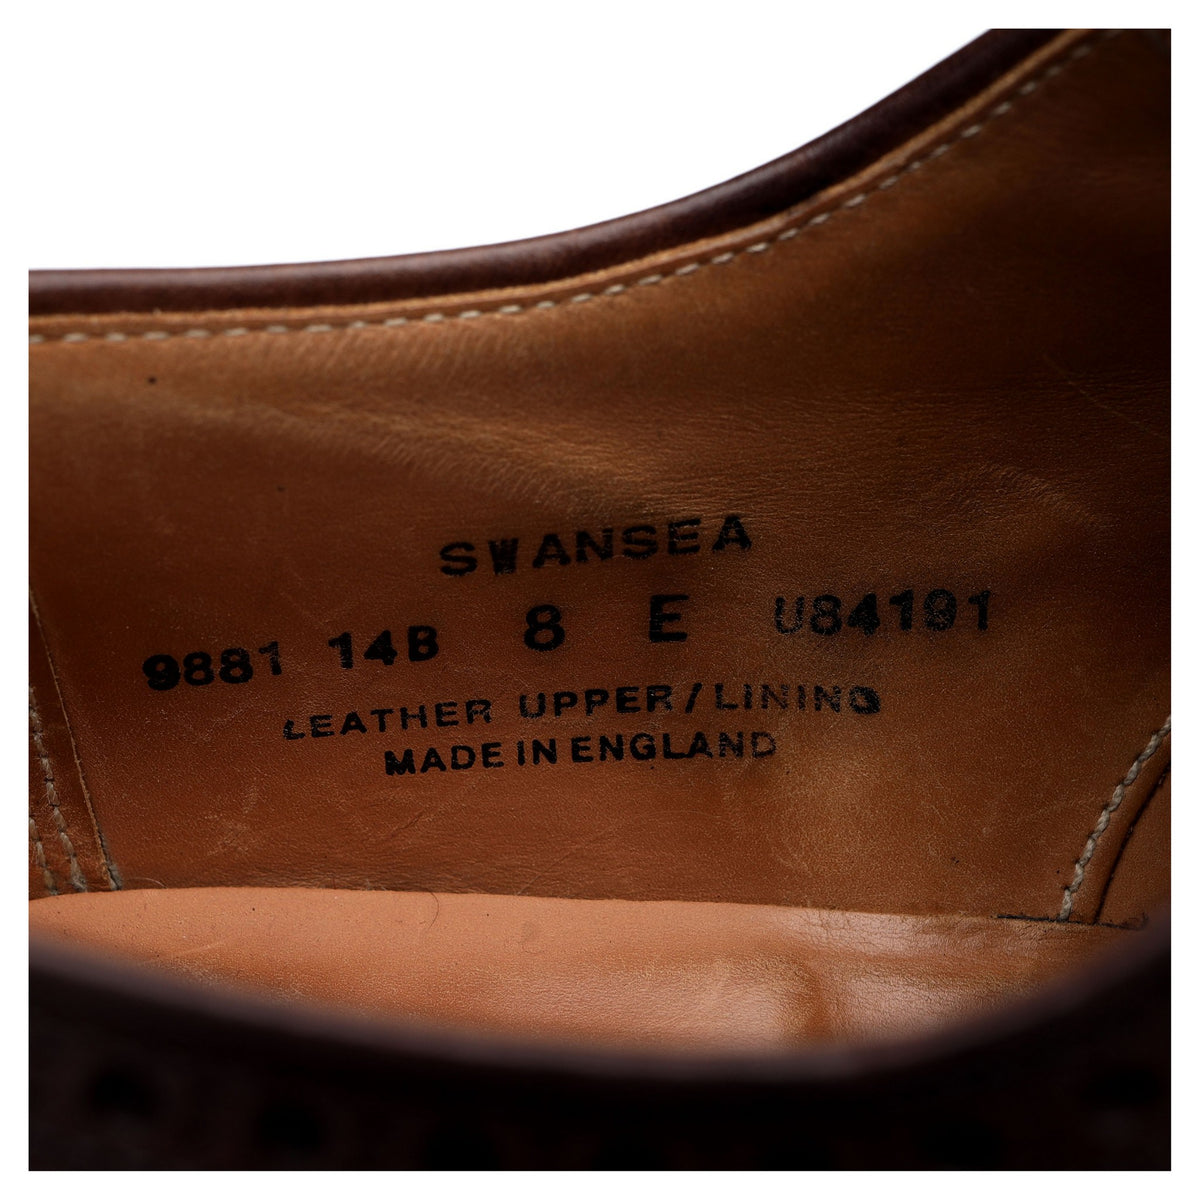 SWANSEA
9881 14B 8 E U84191
LEATHER UPPER/LINING
MADE IN ENGLAND